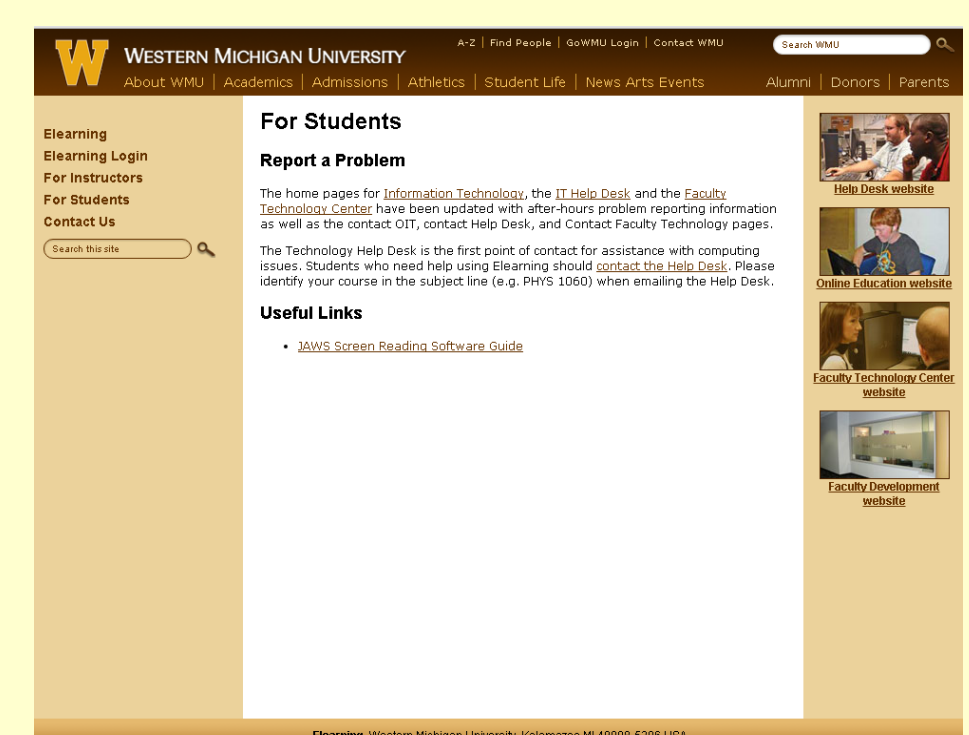 A-Z | Find People | GoWMU Login | Contact WMU
Search WMU
W
WESTERN MICHIGAN UNIVERSITY
About WMU | Academics | Admissions | Athletics | Student Life | News Arts Events
Alumni | Donors | Parents
Elearning
Elearning Login
For Instructors
For Students
Contact Us
Search this site
For Students
Report a Problem
The home pages for Information Technology, the IT Help Desk and the Faculty
Technology Center have been updated with after-hours problem reporting information
as well as the contact OIT, contact Help Desk, and Contact Faculty Technology pages.
The Technology Help Desk is the first point of contact for assistance with computing
issues. Students who need help using Elearning should contact the Help Desk. Please
identify your course in the subject line (e.g. PHYS 1060) when emailing the Help Desk.
Useful Links
• JAWS Screen Reading Software Guide
Help Desk website
Online Education website
Faculty Technology Center
website
Faculty Development
website
Elearning, Western Michigan University, Kalamazoo MI
USA